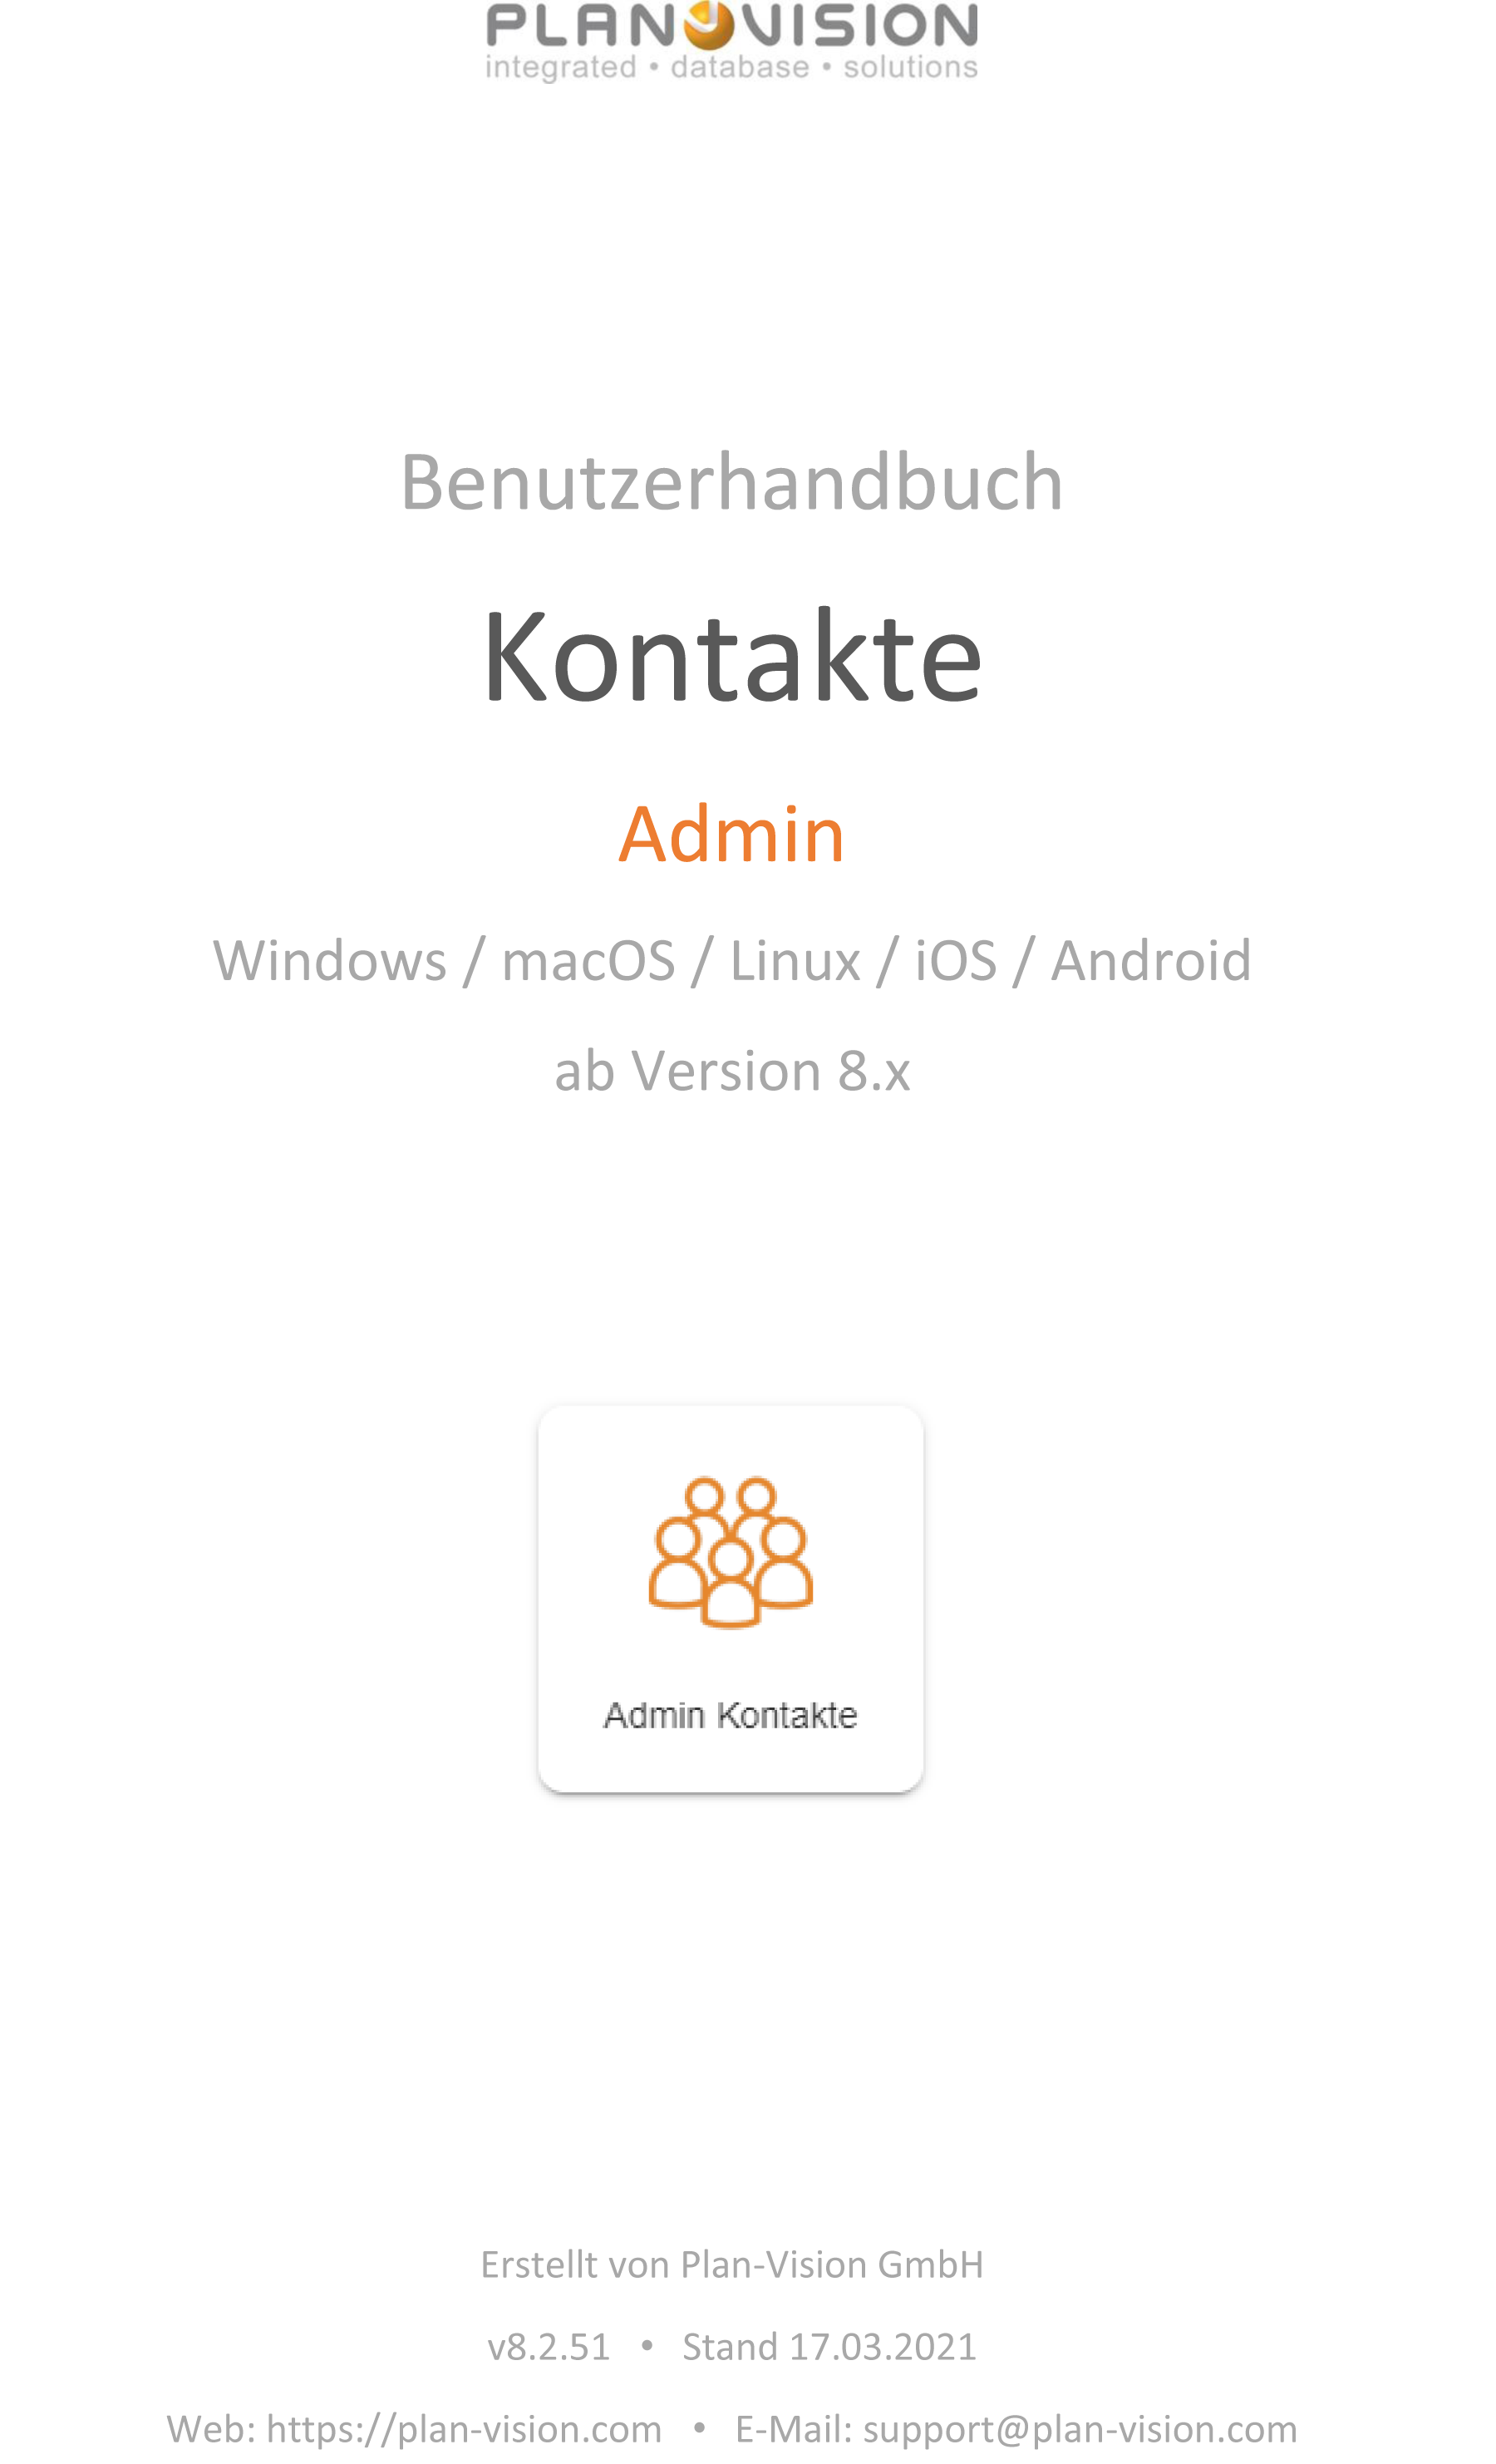 PLAN VISION
integrated • database • solutions
Benutzerhandbuch
Kontakte
Admin
Windows / macOS / Linux / iOS / Android
ab Version 8.x
Admin Kontakte
Erstellt von Plan-Vision GmbH
v8.2.51 • Stand 17.03.2021
Web: https://plan-vision.com • E-Mail: support@plan-vision.com